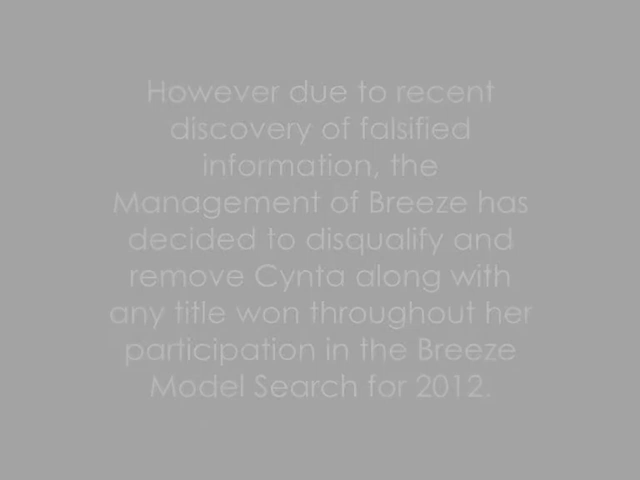 However due to recent
discovery of falsified
information, the
Management of Breeze has
decided to disqualify and
remove Cynta along with
any title won throughout her
participation in the Breeze
Model Search for 2012.